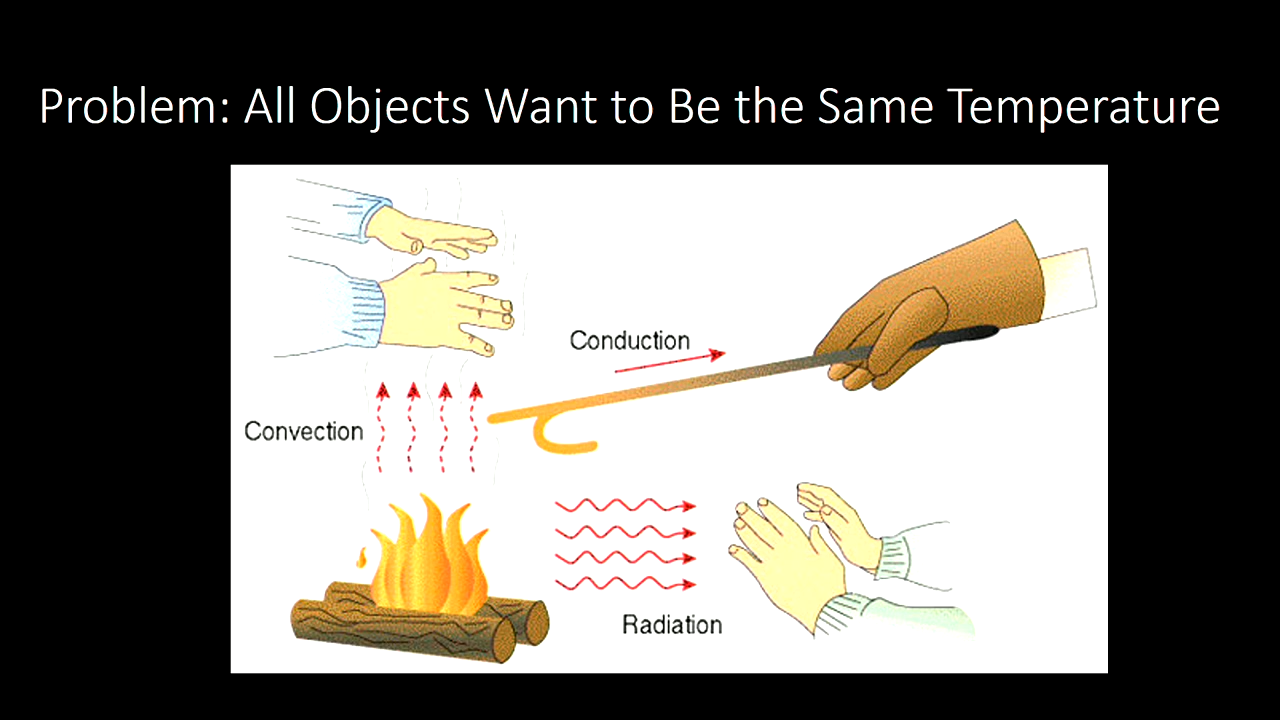 Problem: All Objects Want to Be the Same Temperature
Conduction
Convection
Radiation